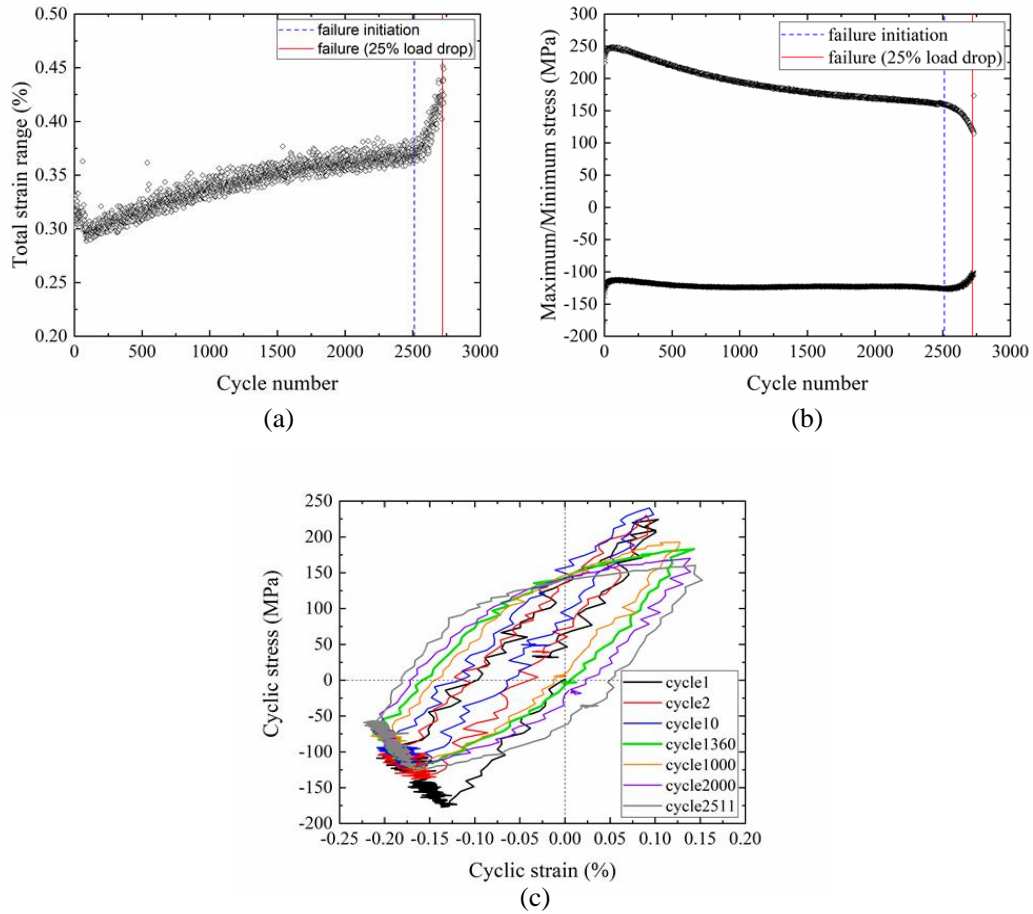 0.50
0.45
0.40
0.35
0.30
0.25
0.20
Total strain range (%)
failure initiation
failure (25% load drop)
0 500 1000 1500 2000 2500 3000
Cycle number
(a)
300
250
200
150
100
50
0
-50
-100
-150
-200
Maximum/Minimum stress (MPa)
failure initiation
failure (25% load drop)
0 500 1000 1500 2000 2500 3000
Cycle number
(b)
250
200
150
100
50
0
-50
-100
-150
-200
Cyclic stress (MPa)
cycle1
cycle2
cycle10
cycle1360
cycle1000
cycle2000
cycle2511
-0.25 -0.20 -0.15 -0.10 -0.05 0.00 0.05 0.10 0.15 0.20
Cyclic strain (%)
(c)